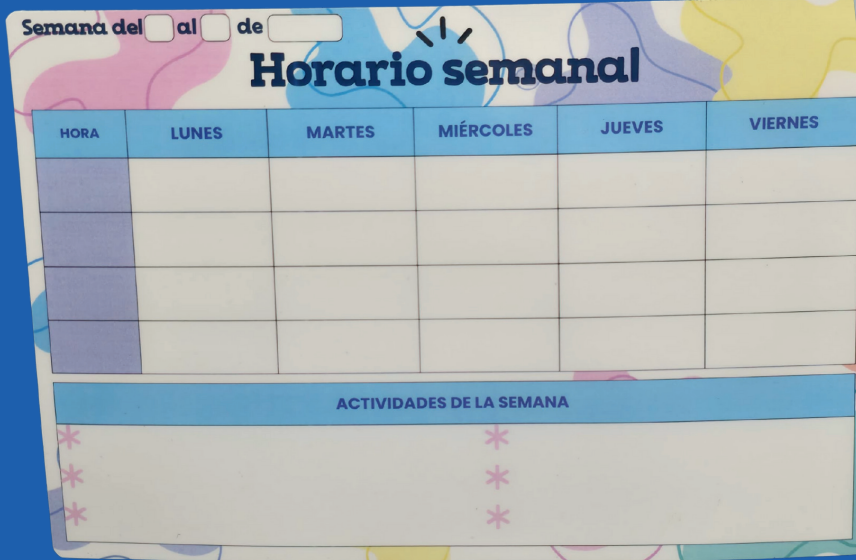 Semana del al de
Horario semanal
HORA LUNES MARTES MIÉRCOLES JUEVES VIERNES
ACTIVIDADES DE LA SEMANA